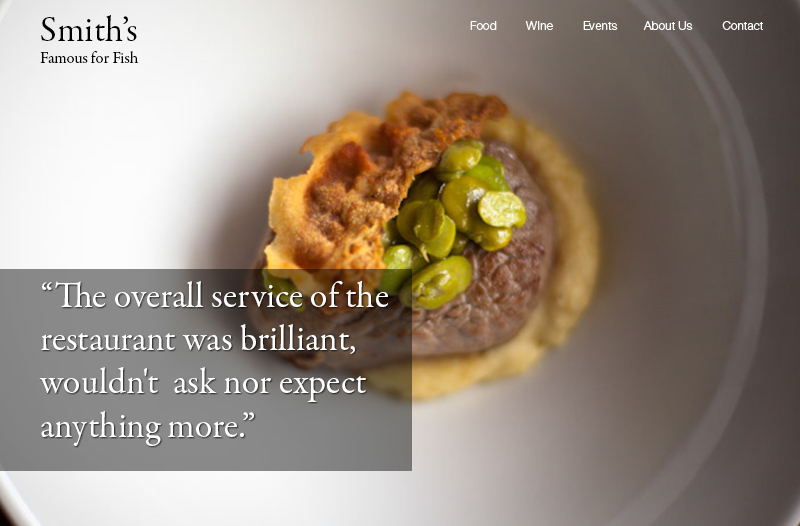 Smith’s
Famous for Fish
Food Wine Events About Us Contact
“The overall service of the
restaurant was brilliant,
wouldn't  ask nor expect
anything more.”